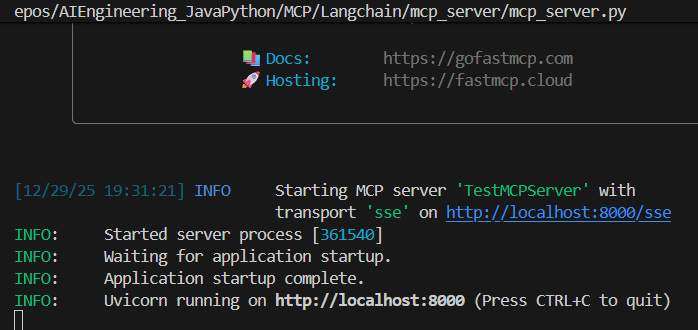 epos/AIEngineering_JavaPython/MCP/Langchain/mcp_server/mcp_server.py
📚 Docs: https://gofastmcp.com
🚀 Hosting: https://fastmcp.cloud
[12/29/25 19:31:21] INFO Starting MCP server 'TestMCPServer' with
transport 'sse' on http://localhost:8000/sse
INFO: Started server process [361540]
INFO: Waiting for application startup.
INFO: Application startup complete.
INFO: Uvicorn running on http://localhost:8000 (Press CTRL+C to quit)